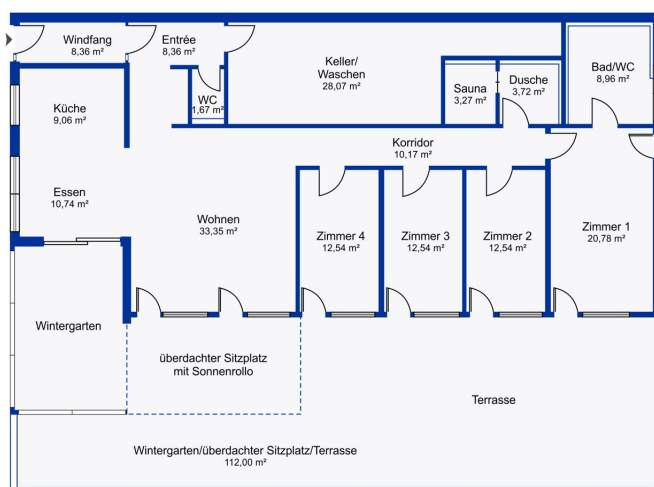 Windfang
8,36 m²
Entrée
8,36 m²
Keller/
Waschen
28,07 m²
Bad/WC
8,96 m²
Sauna
3,27 m²
Dusche
3,72 m²
Küche
9,06 m²
WC
1,67 m²
Korridor
10,17 m²
Essen
10,74 m²
Wohnen
33,35 m²
Zimmer 4
12,54 m²
Zimmer 3
12,54 m²
Zimmer 2
12,54 m²
Zimmer 1
20,78 m²
Wintergarten
überdachter Sitzplatz
mit Sonnenrollo
Terrasse
Wintergarten/überdachter Sitzplatz/Terrasse
112,00 m²